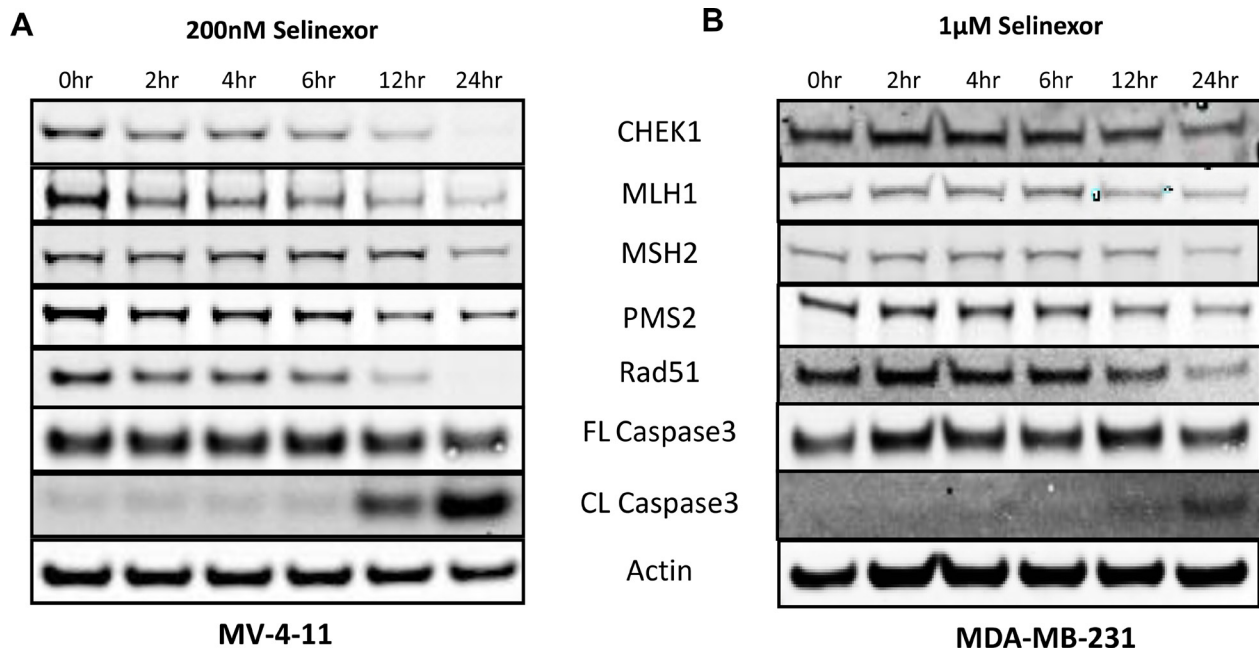 A
200nM Selinexor
B
1µM Selinexor
0hr 2hr 4hr 6hr 12hr 24hr
0hr 2hr 4hr 6hr 12hr 24hr
CHEK1
MLH1
MSH2
PMS2
Rad51
FL Caspase3
CL Caspase3
Actin
MV-4-11
MDA-MB-231